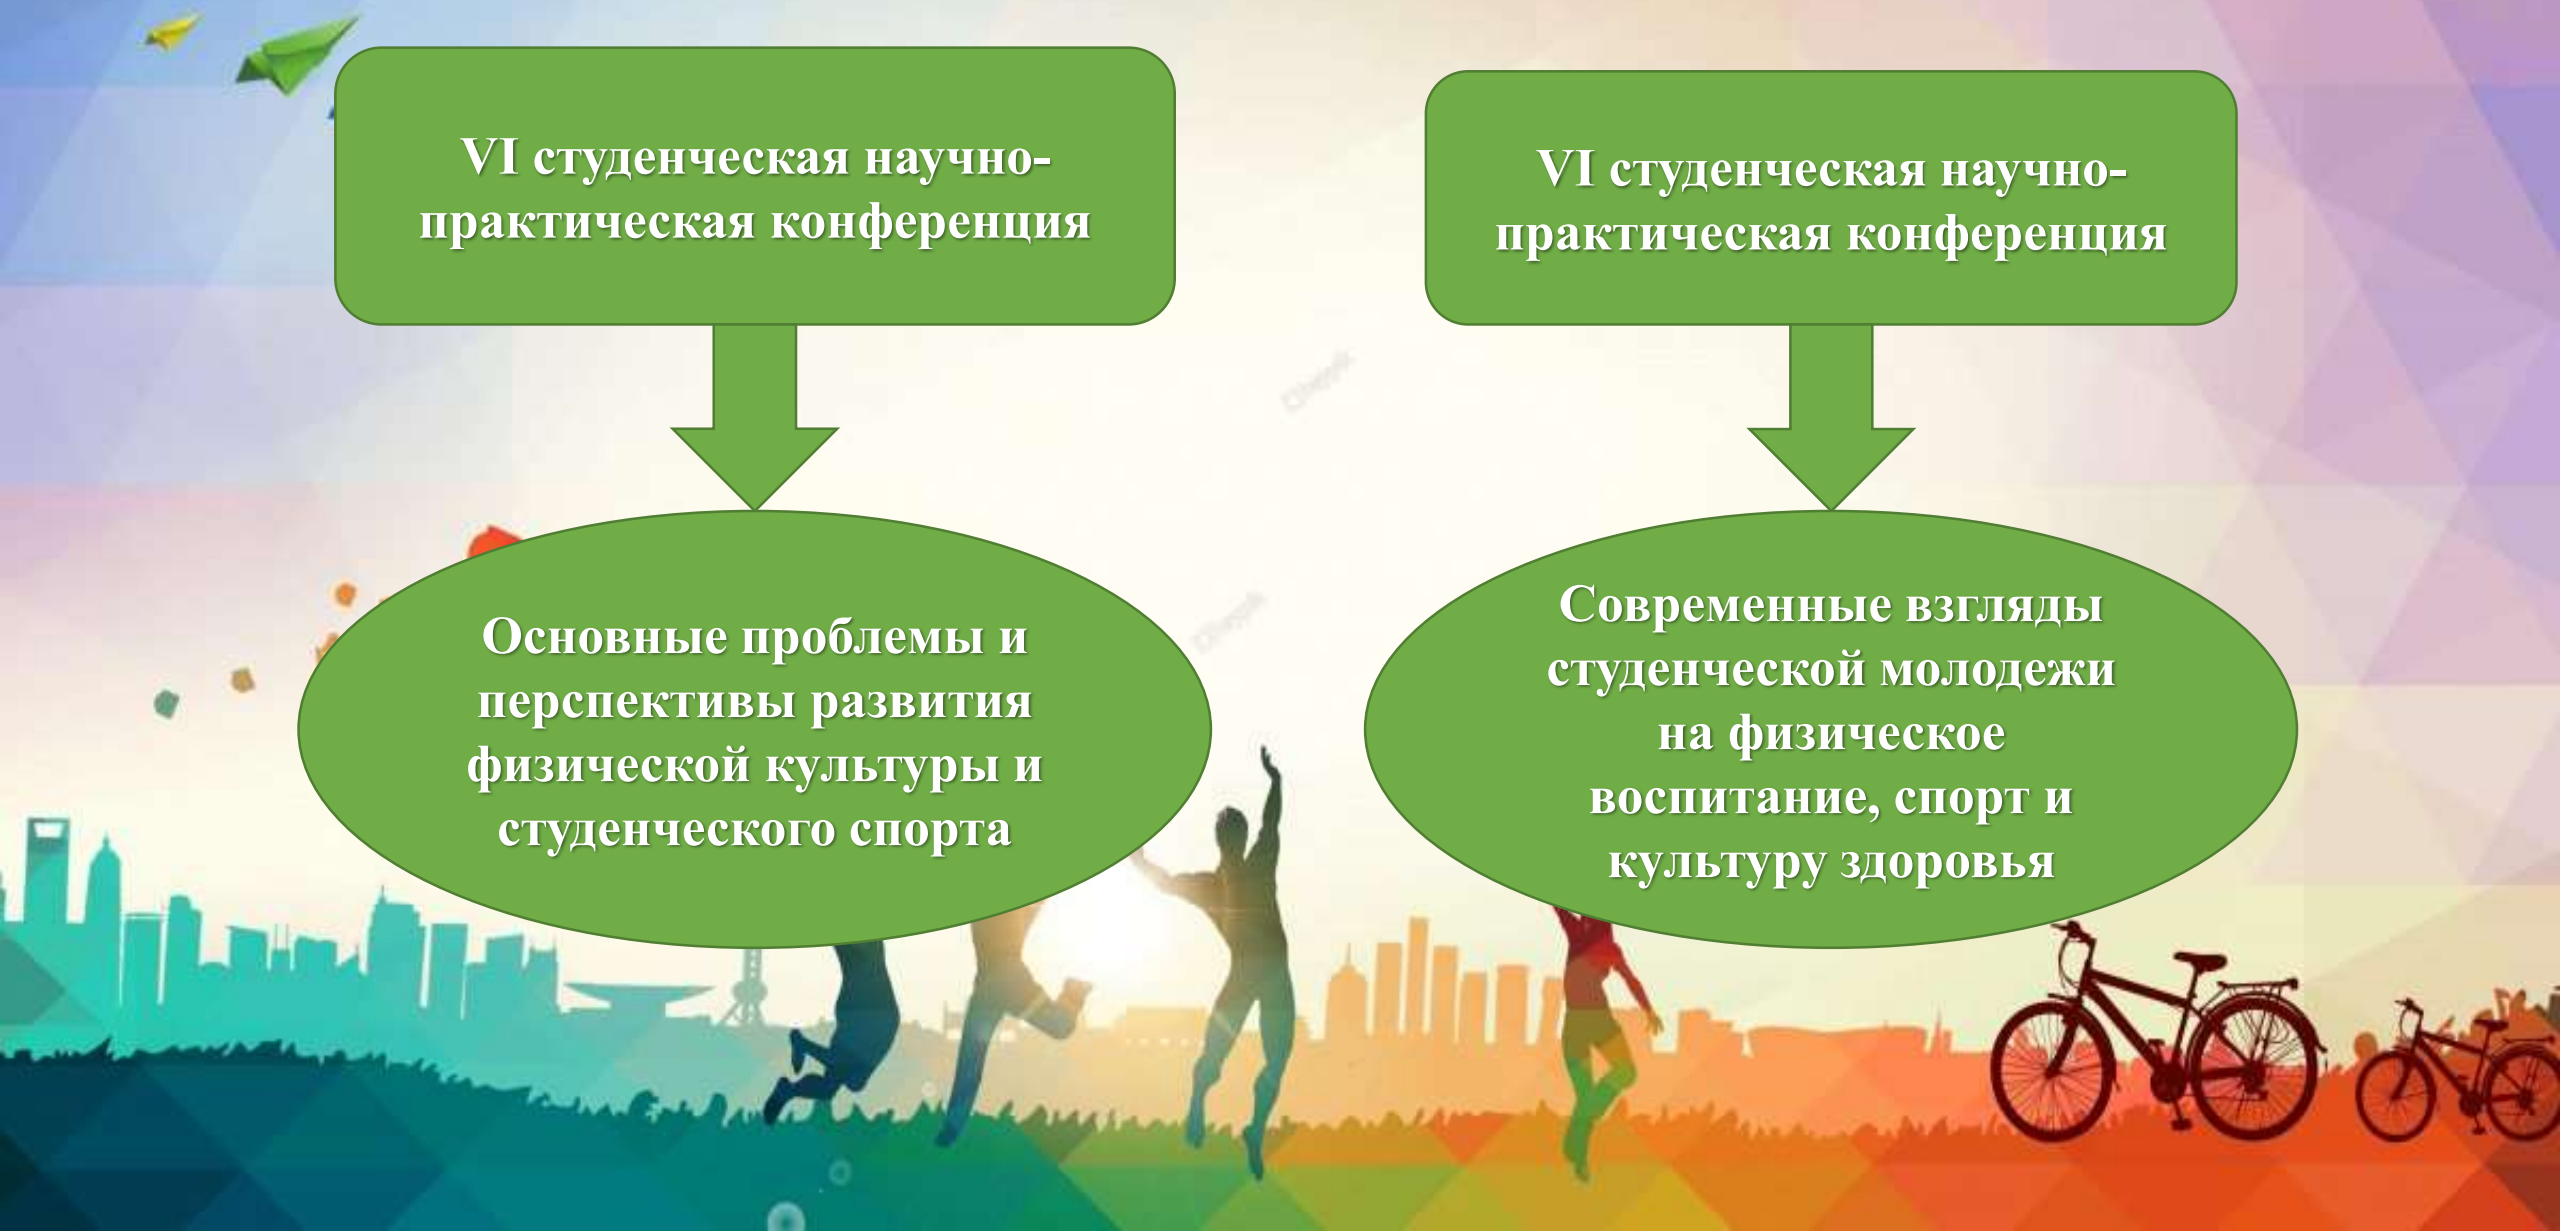 VI студенческая научно-
практическая конференция
VI студенческая научно-
практическая конференция
Основные проблемы и
перспективы развития
физической культуры и
студенческого спорта
Современные взгляды
студенческой молодежи
на физическое
воспитание, спорт и
культуру здоровья